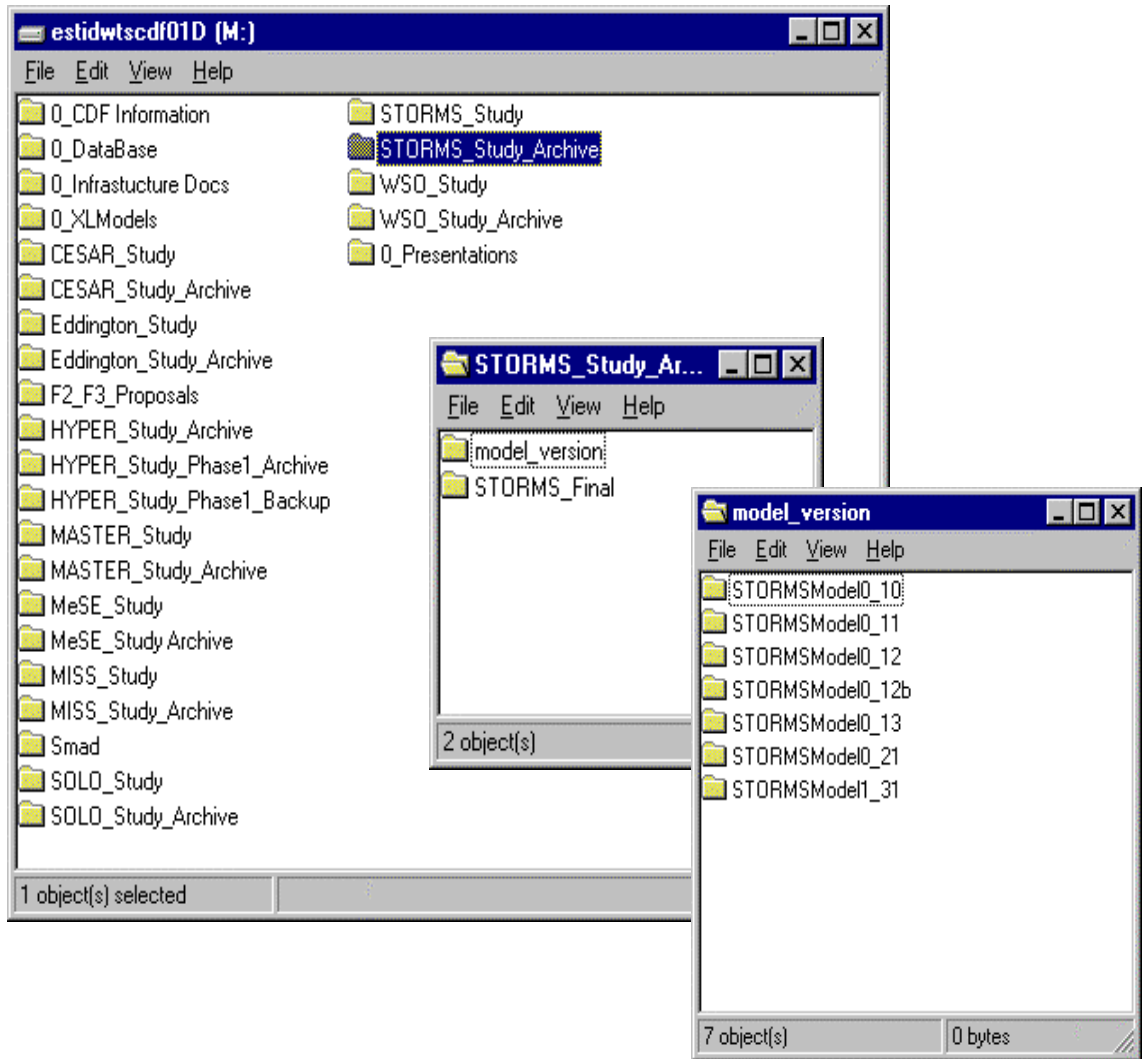 estidwtscdf01D (M:)
File Edit View Help
0_CDF Information
0_DataBase
0_Infrastucture Docs
0_XLModels
CESAR_Study
CESAR_Study_Archive
Eddington_Study
Eddington_Study_Archive
F2_F3_Proposals
HYPER_Study_Archive
HYPER_Study_Phase1_Archive
HYPER_Study_Phase1_Backup
MASTER_Study
MASTER_Study_Archive
MeSE_Study
MeSE_Study Archive
MISS_Study
MISS_Study_Archive
Smad
SOLO_Study
SOLO_Study_Archive
STORMS_Study
STORMS_Study_Archive
WSO_Study
WSO_Study_Archive
0_Presentations
1 object(s) selected
STORMS_Study_Ar...
File Edit View Help
model_version
STORMS_Final
2 object(s)
model_version
File Edit View Help
STORMSModel0_10
STORMSModel0_11
STORMSModel0_12
STORMSModel0_12b
STORMSModel0_13
STORMSModel0_21
STORMSModel1_31
7 object(s) 0 bytes